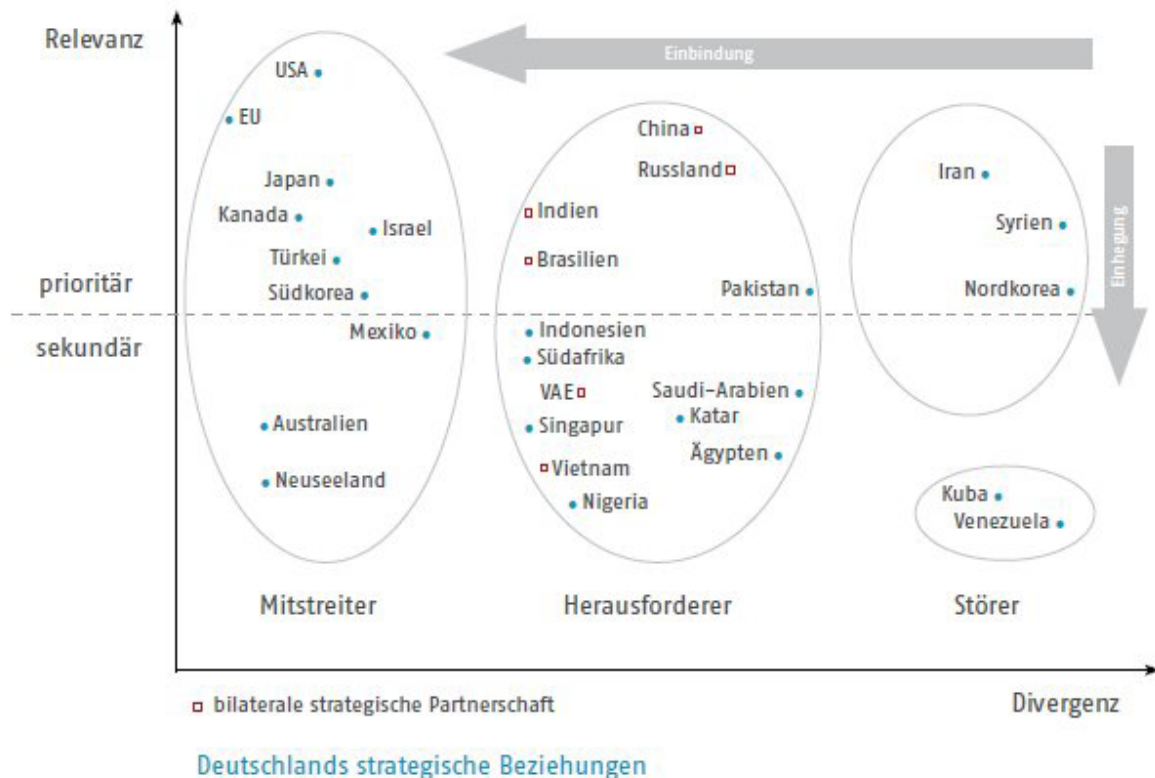 Relevanz
Einbindung
USA
EU
China
Russland
Iran
Japan
Kanada
Indien
Israel
Syrien
Türkei
Brasilien
Einhegung
prioritär
Südkorea
Pakistan
Nordkorea
sekundär
Mexiko
Indonesien
Südafrika
VAE
Saudi-Arabien
Australien
Singapur
Katar
Ägypten
Neuseeland
Vietnam
Nigeria
Kuba
Venezuela
Mitstreiter
Herausforderer
Störer
bilaterale strategische Partnerschaft
Divergenz
Deutschlands strategische Beziehungen